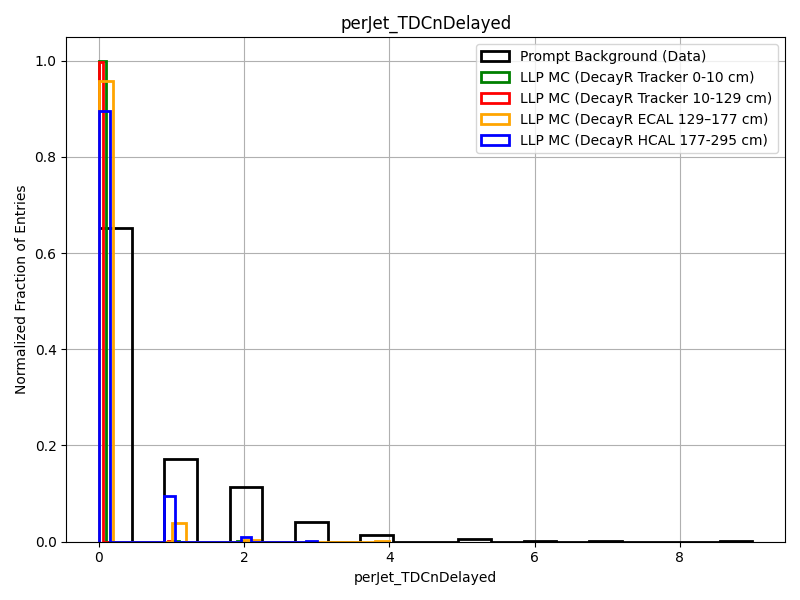 perJet_TDCnDelayed
Prompt Background (Data)
LLP MC (DecayR Tracker 0-10 cm)
LLP MC (DecayR Tracker 10-129 cm)
LLP MC (DecayR ECAL 129–177 cm)
LLP MC (DecayR HCAL 177-295 cm)
Normalized Fraction of Entries
1.0
0.8
0.6
0.4
0.2
0.0
0 2 4 6 8
perJet_TDCnDelayed